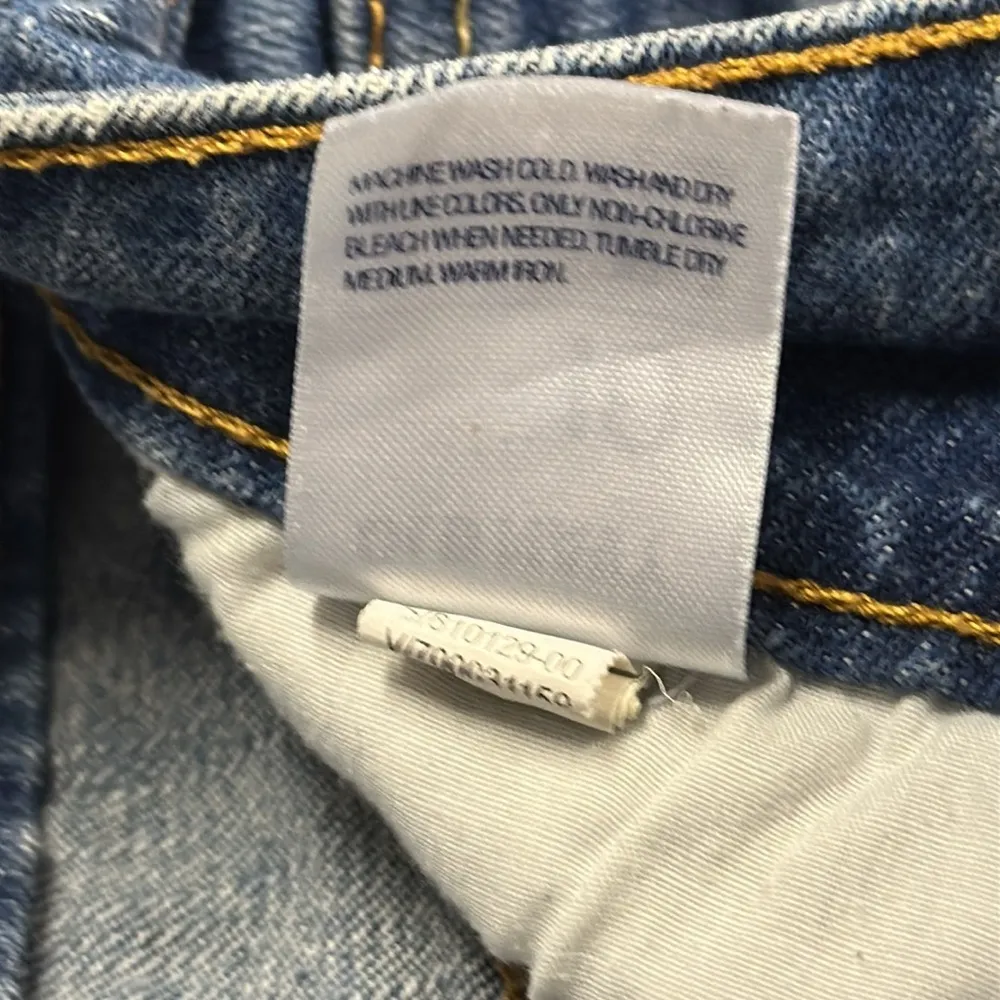 MACHINE WASH COLD. WASH AND DRY
WITH LIKE COLORS. ONLY NON-CHLORINE
BLEACH WHEN NEEDED. TUMBLE DRY
MEDIUM. WARM IRON.